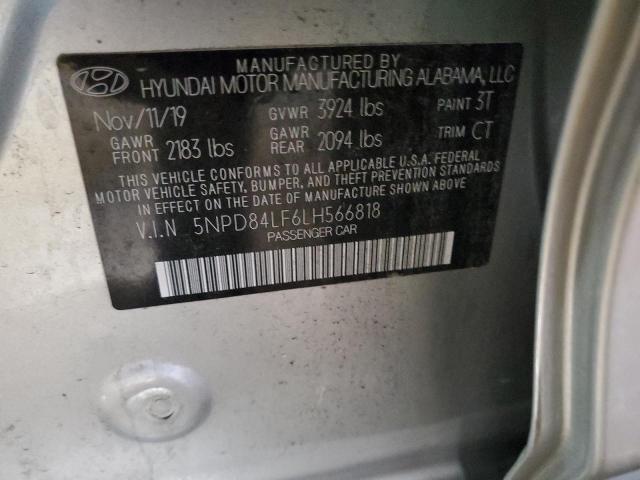 MANUFACTURED BY
HYUNDAI MOTOR MANUFACTURING ALABAMA, LLC
Nov/11/19 GVWR 3924 lbs PAINT 3T
GAWR FRONT 2183 lbs GAWR REAR 2094 lbs TRIM CT
THIS VEHICLE CONFORMS TO ALL APPLICABLE U.S.A. FEDERAL
MOTOR VEHICLE SAFETY, BUMPER, AND THEFT PREVENTION STANDARDS
IN EFFECT ON THE DATE OF MANUFACTURE SHOWN ABOVE.
V.I.N 5NPD84LF6LH566818
PASSENGER CAR